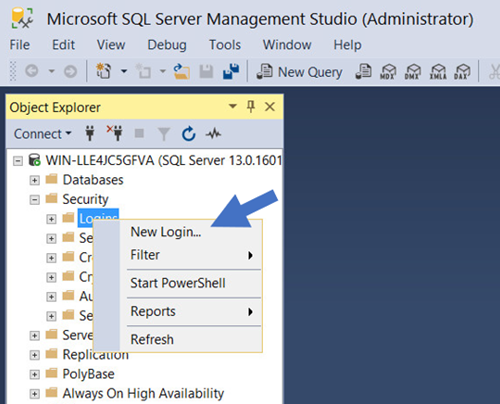 Microsoft SQL Server Management Studio (Administrator)
File Edit View Debug Tools Window Help
New Query MDX DMX XMLA DAX
Object Explorer
Connect
WIN-LLE4JC5GFVA (SQL Server 13.0.1601
Databases
Security
Logins
New Login...
Se
Filter
Cr
Cry
Start PowerShell
Au
Se
Reports
Serve
Refresh
Replication
PolyBase
Always On High Availability